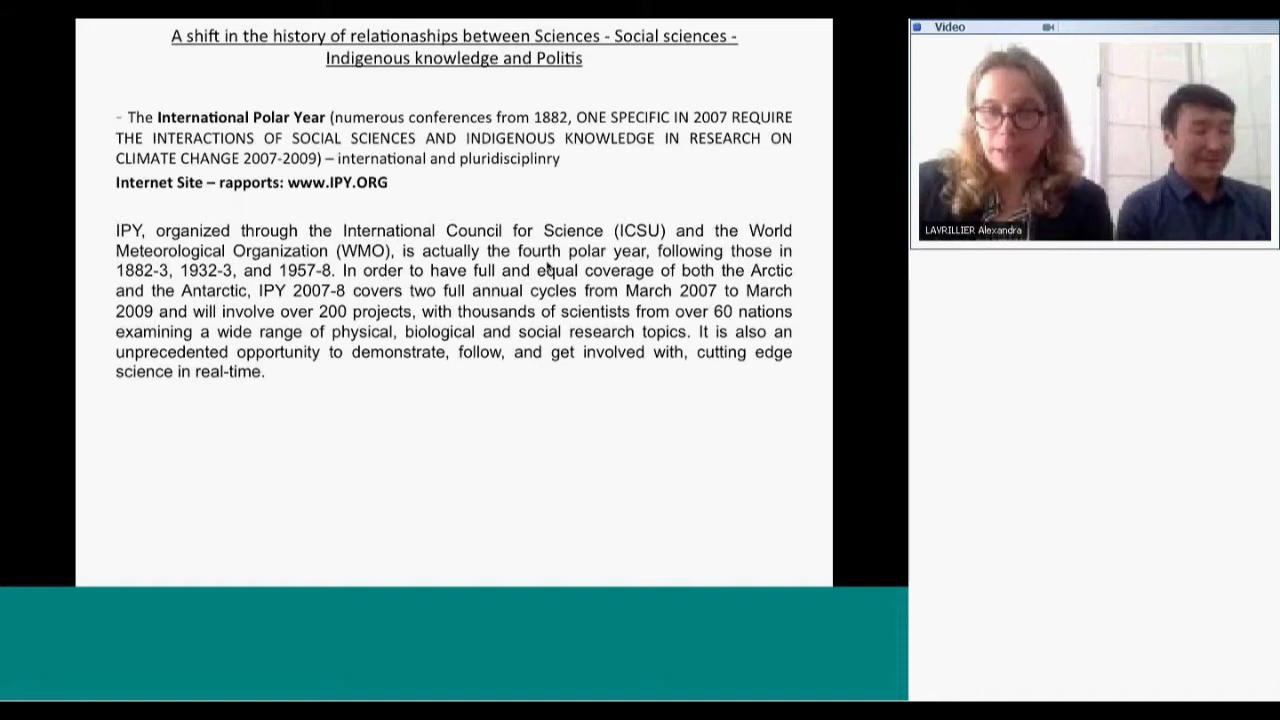 A shift in the history of relationaships between Sciences - Social sciences -
Indigenous knowledge and Politis
- The International Polar Year (numerous conferences from 1882, ONE SPECIFIC IN 2007 REQUIRE
THE INTERACTIONS OF SOCIAL SCIENCES AND INDIGENOUS KNOWLEDGE IN RESEARCH ON
CLIMATE CHANGE 2007-2009) – international and pluridisciplinry
Internet Site – rapports: www.IPY.ORG
IPY, organized through the International Council for Science (ICSU) and the World
Meteorological Organization (WMO), is actually the fourth polar year, following those in
1882-3, 1932-3, and 1957-8. In order to have full and equal coverage of both the Arctic
and the Antarctic, IPY 2007-8 covers two full annual cycles from March 2007 to March
2009 and will involve over 200 projects, with thousands of scientists from over 60 nations
examining a wide range of physical, biological and social research topics. It is also an
unprecedented opportunity to demonstrate, follow, and get involved with, cutting edge
science in real-time.
Video
LAVRILLIER Alexandra